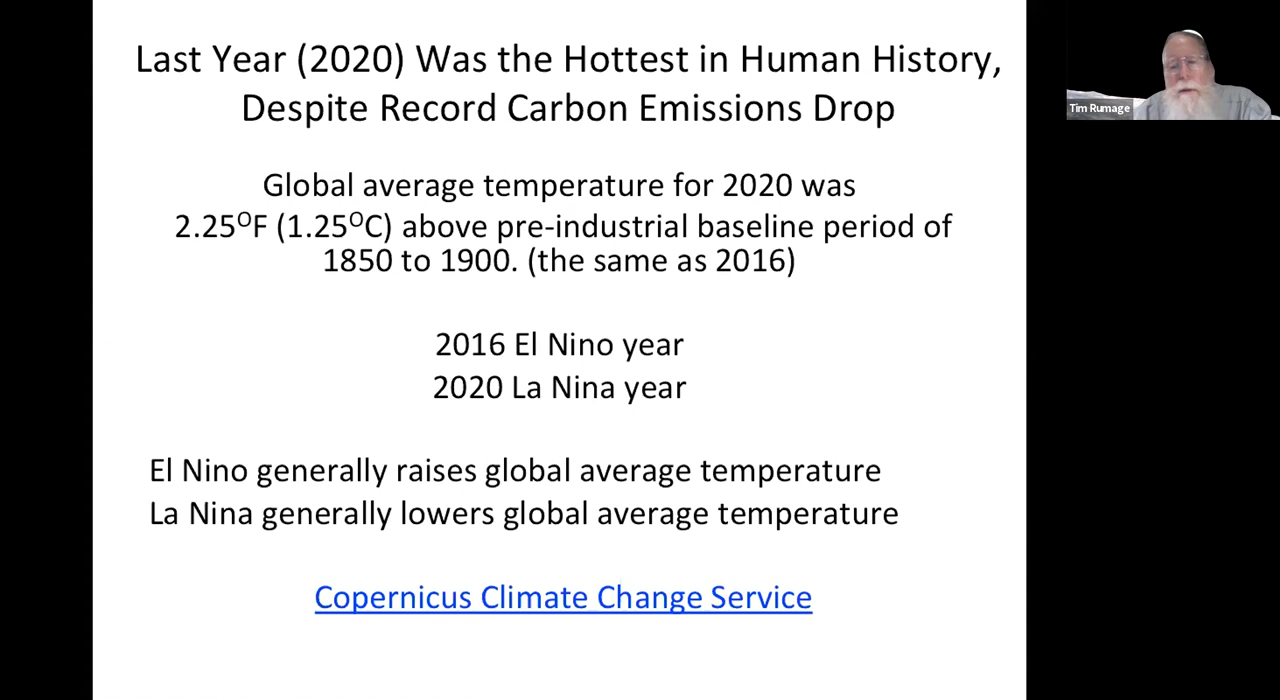 Last Year (2020) Was the Hottest in Human History,
Despite Record Carbon Emissions Drop
Global average temperature for 2020 was
2.25ᴼF (1.25ᴼC) above pre-industrial baseline period of
1850 to 1900. (the same as 2016)
2016 El Nino year
2020 La Nina year
El Nino generally raises global average temperature
La Nina generally lowers global average temperature
Copernicus Climate Change Service
Tim Rumage